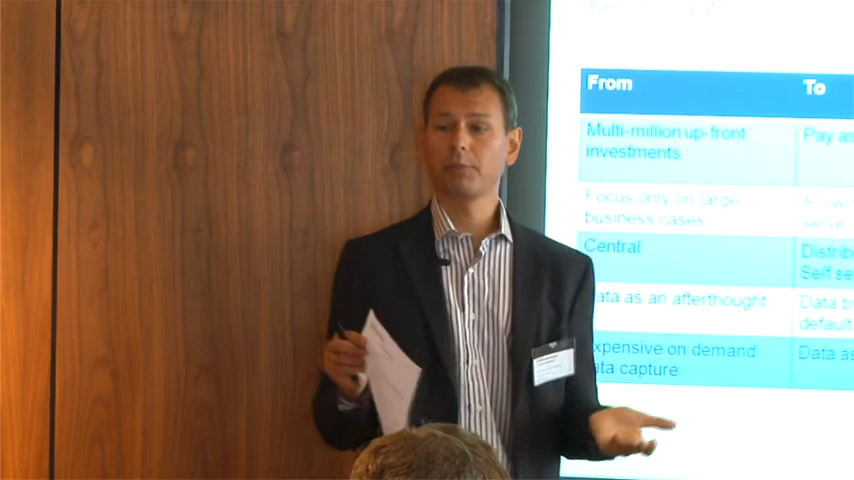 From
To
Multi-million up-front
investments
Pay as
Focus only on large
business cases
serve
Central
Distrib
Self se
ata as an afterthought
Data b
default
xpensive on demand
ata capture
Data as